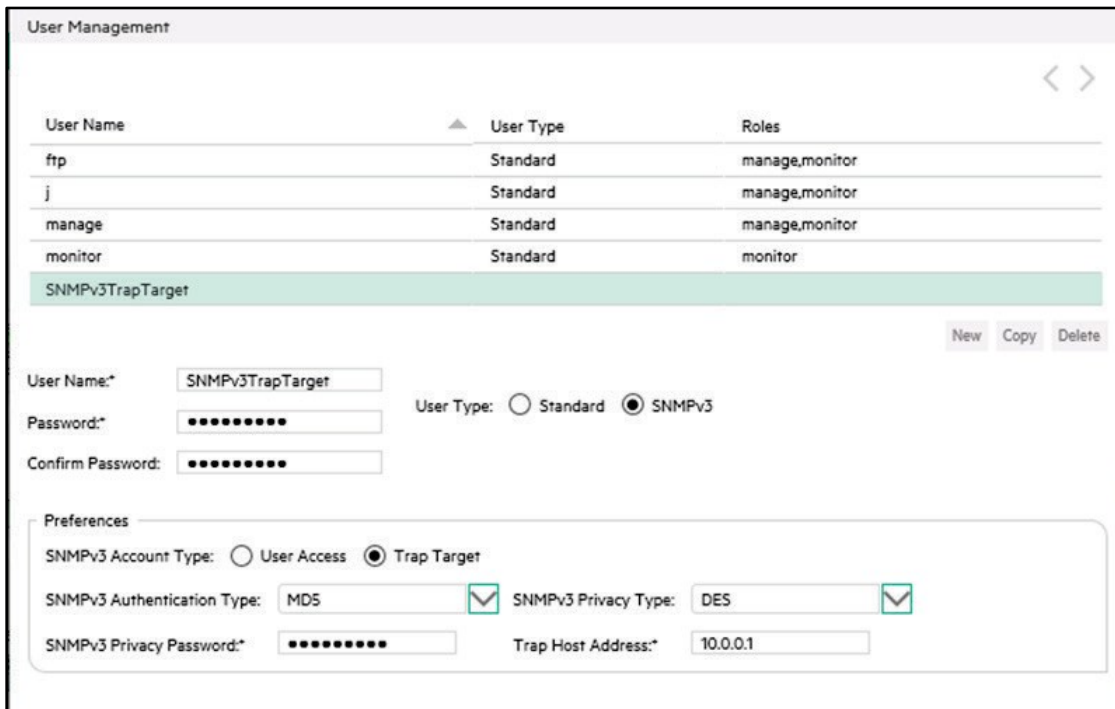 User Management
User Name User Type Roles
ftp Standard manage,monitor
j Standard manage,monitor
manage Standard manage,monitor
monitor Standard monitor
SNMPv3TrapTarget
New Copy Delete
User Name:* SNMPv3TrapTarget
User Type: Standard SNMPv3
Password:* •••••••••
Confirm Password: •••••••••
Preferences
SNMPv3 Account Type: User Access Trap Target
SNMPv3 Authentication Type: MD5 SNMPv3 Privacy Type: DES
SNMPv3 Privacy Password:* ••••••••• Trap Host Address:* 10.0.0.1